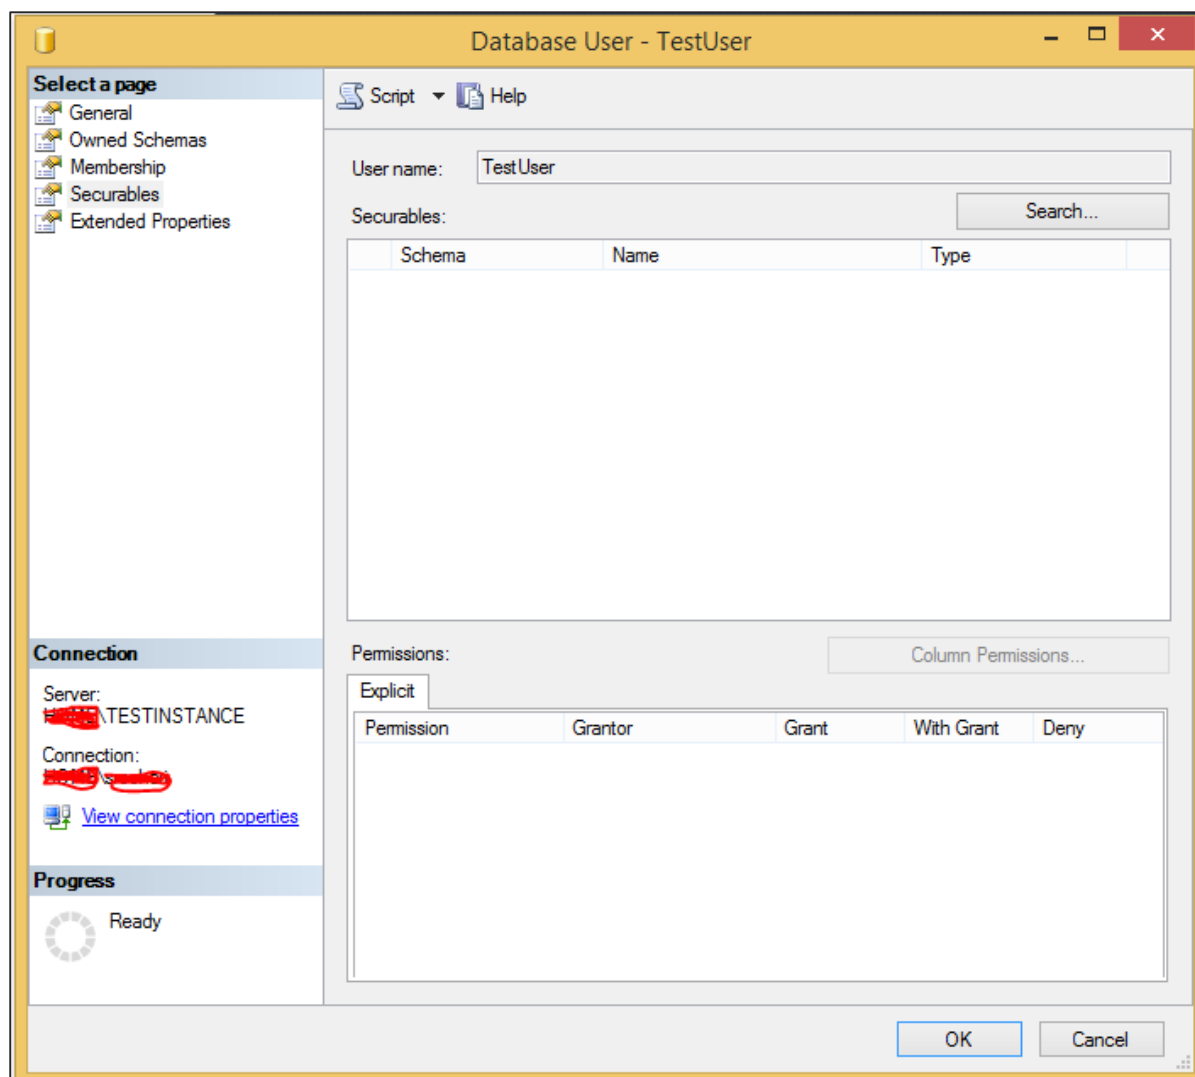 Database User - TestUser
Select a page
General
Owned Schemas
Membership
Securables
Extended Properties
Script Help
User name: TestUser
Securables: Search...
Schema Name Type
Permissions: Column Permissions...
Explicit
Permission Grantor Grant With Grant Deny
Connection
Server:
\TESTINSTANCE
Connection:
View connection properties
Progress
Ready
OK Cancel